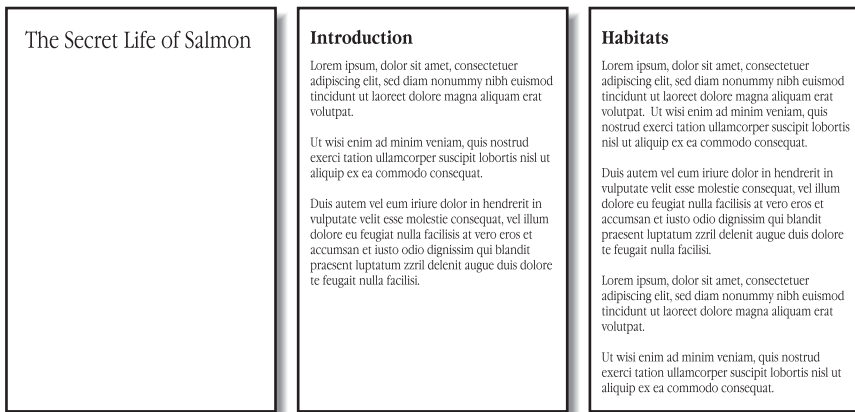 The Secret Life of Salmon
Introduction
Lorem ipsum, dolor sit amet, consectetuer
adipiscing elit, sed diam nonummy nibh euismod
tincidunt ut laoreet dolore magna aliquam erat
volutpat.
Ut wisi enim ad minim veniam, quis nostrud
exerci tation ullamcorper suscipit lobortis nisl ut
aliquip ex ea commodo consequat.
Duis autem vel eum iriure dolor in hendrerit in
vulputate velit esse molestie consequat, vel illum
dolore eu feugiat nulla facilisis at vero eros et
accumsan et iusto odio dignissim qui blandit
praesent luptatum zzril delenit augue duis dolore
te feugait nulla facilisi.
Habitats
Lorem ipsum, dolor sit amet, consectetuer
adipiscing elit, sed diam nonummy nibh euismod
tincidunt ut laoreet dolore magna aliquam erat
volutpat.  Ut wisi enim ad minim veniam, quis
nostrud exerci tation ullamcorper suscipit lobortis
nisl ut aliquip ex ea commodo consequat.
Duis autem vel eum iriure dolor in hendrerit in
vulputate velit esse molestie consequat, vel illum
dolore eu feugiat nulla facilisis at vero eros et
accumsan et iusto odio dignissim qui blandit
praesent luptatum zzril delenit augue duis dolore
te feugait nulla facilisi.
Lorem ipsum, dolor sit amet, consectetuer
adipiscing elit, sed diam nonummy nibh euismod
tincidunt ut laoreet dolore magna aliquam erat
volutpat.
Ut wisi enim ad minim veniam, quis nostrud
exerci tation ullamcorper suscipit lobortis nisl ut
aliquip ex ea commodo consequat.